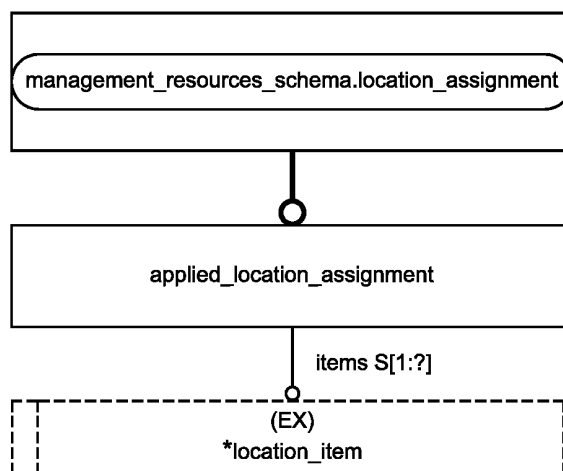 management_resources_schema.location_assignment
applied_location_assignment
items S[1:?]
(EX)
*location_item